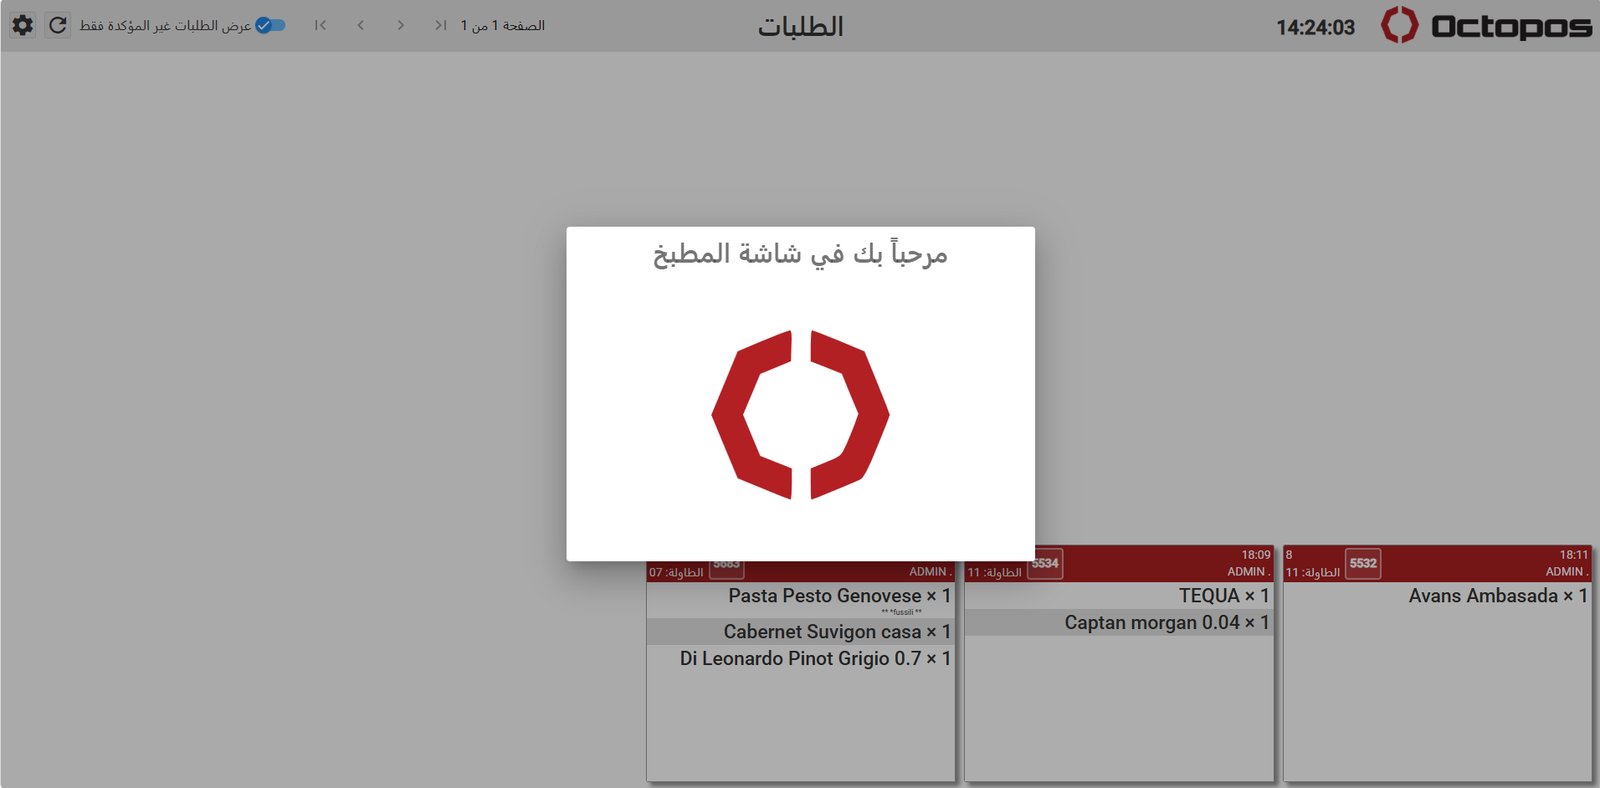 Octopos
14:24:03
الطلبات
الصفحة 1 من 1
عرض الطلبات غير المؤكدة فقط
مرحباً بك في شاشة المطبخ
18:11
8
ADMIN .
5532
الطاولة: 11
Avans Ambasada × 1
18:09
ADMIN .
5534
الطاولة: 11
TEQUA × 1
Captan morgan 0.04 × 1
ADMIN .
5683
الطاولة: 07
Pasta Pesto Genovese × 1
** *fussili **
Cabernet Suvigon casa × 1
Di Leonardo Pinot Grigio 0.7 × 1